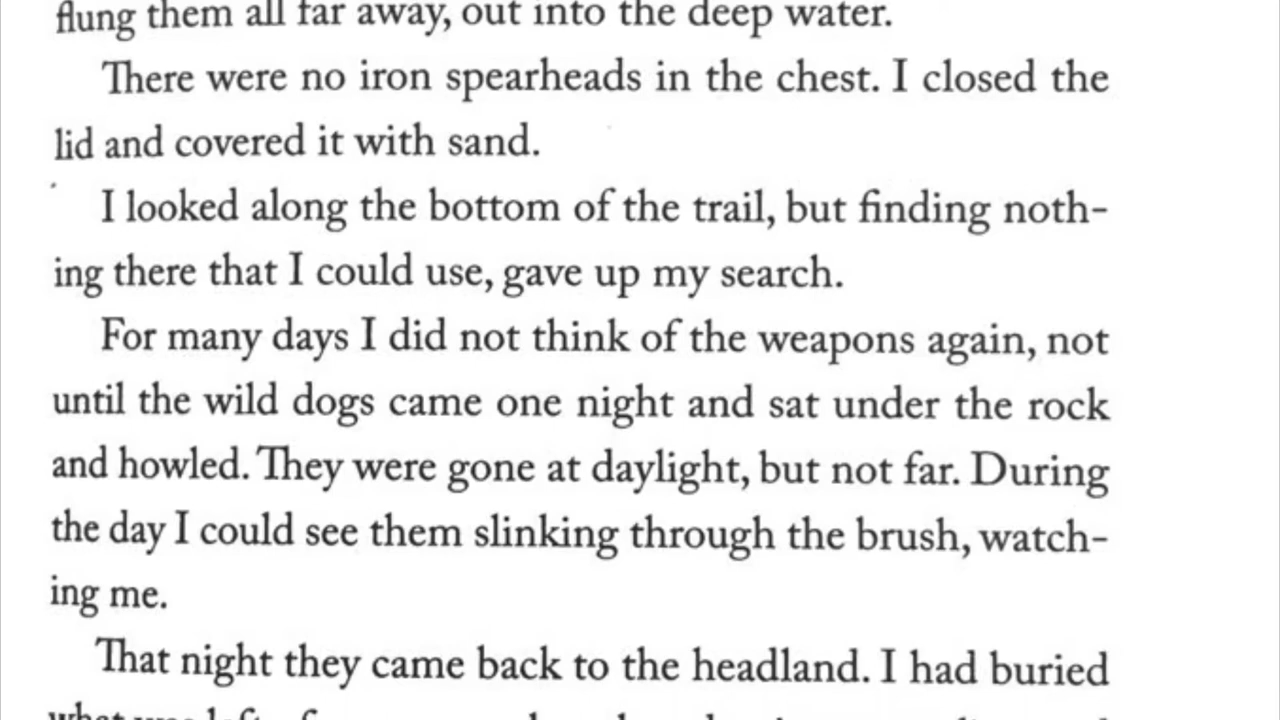 flung them all far away, out into the deep water.
There were no iron spearheads in the chest. I closed the
lid and covered it with sand.
I looked along the bottom of the trail, but finding noth-
ing there that I could use, gave up my search.
For many days I did not think of the weapons again, not
until the wild dogs came one night and sat under the rock
and howled. They were gone at daylight, but not far. During
the day I could see them slinking through the brush, watch-
ing me.
That night they came back to the headland. I had buried
what was left of